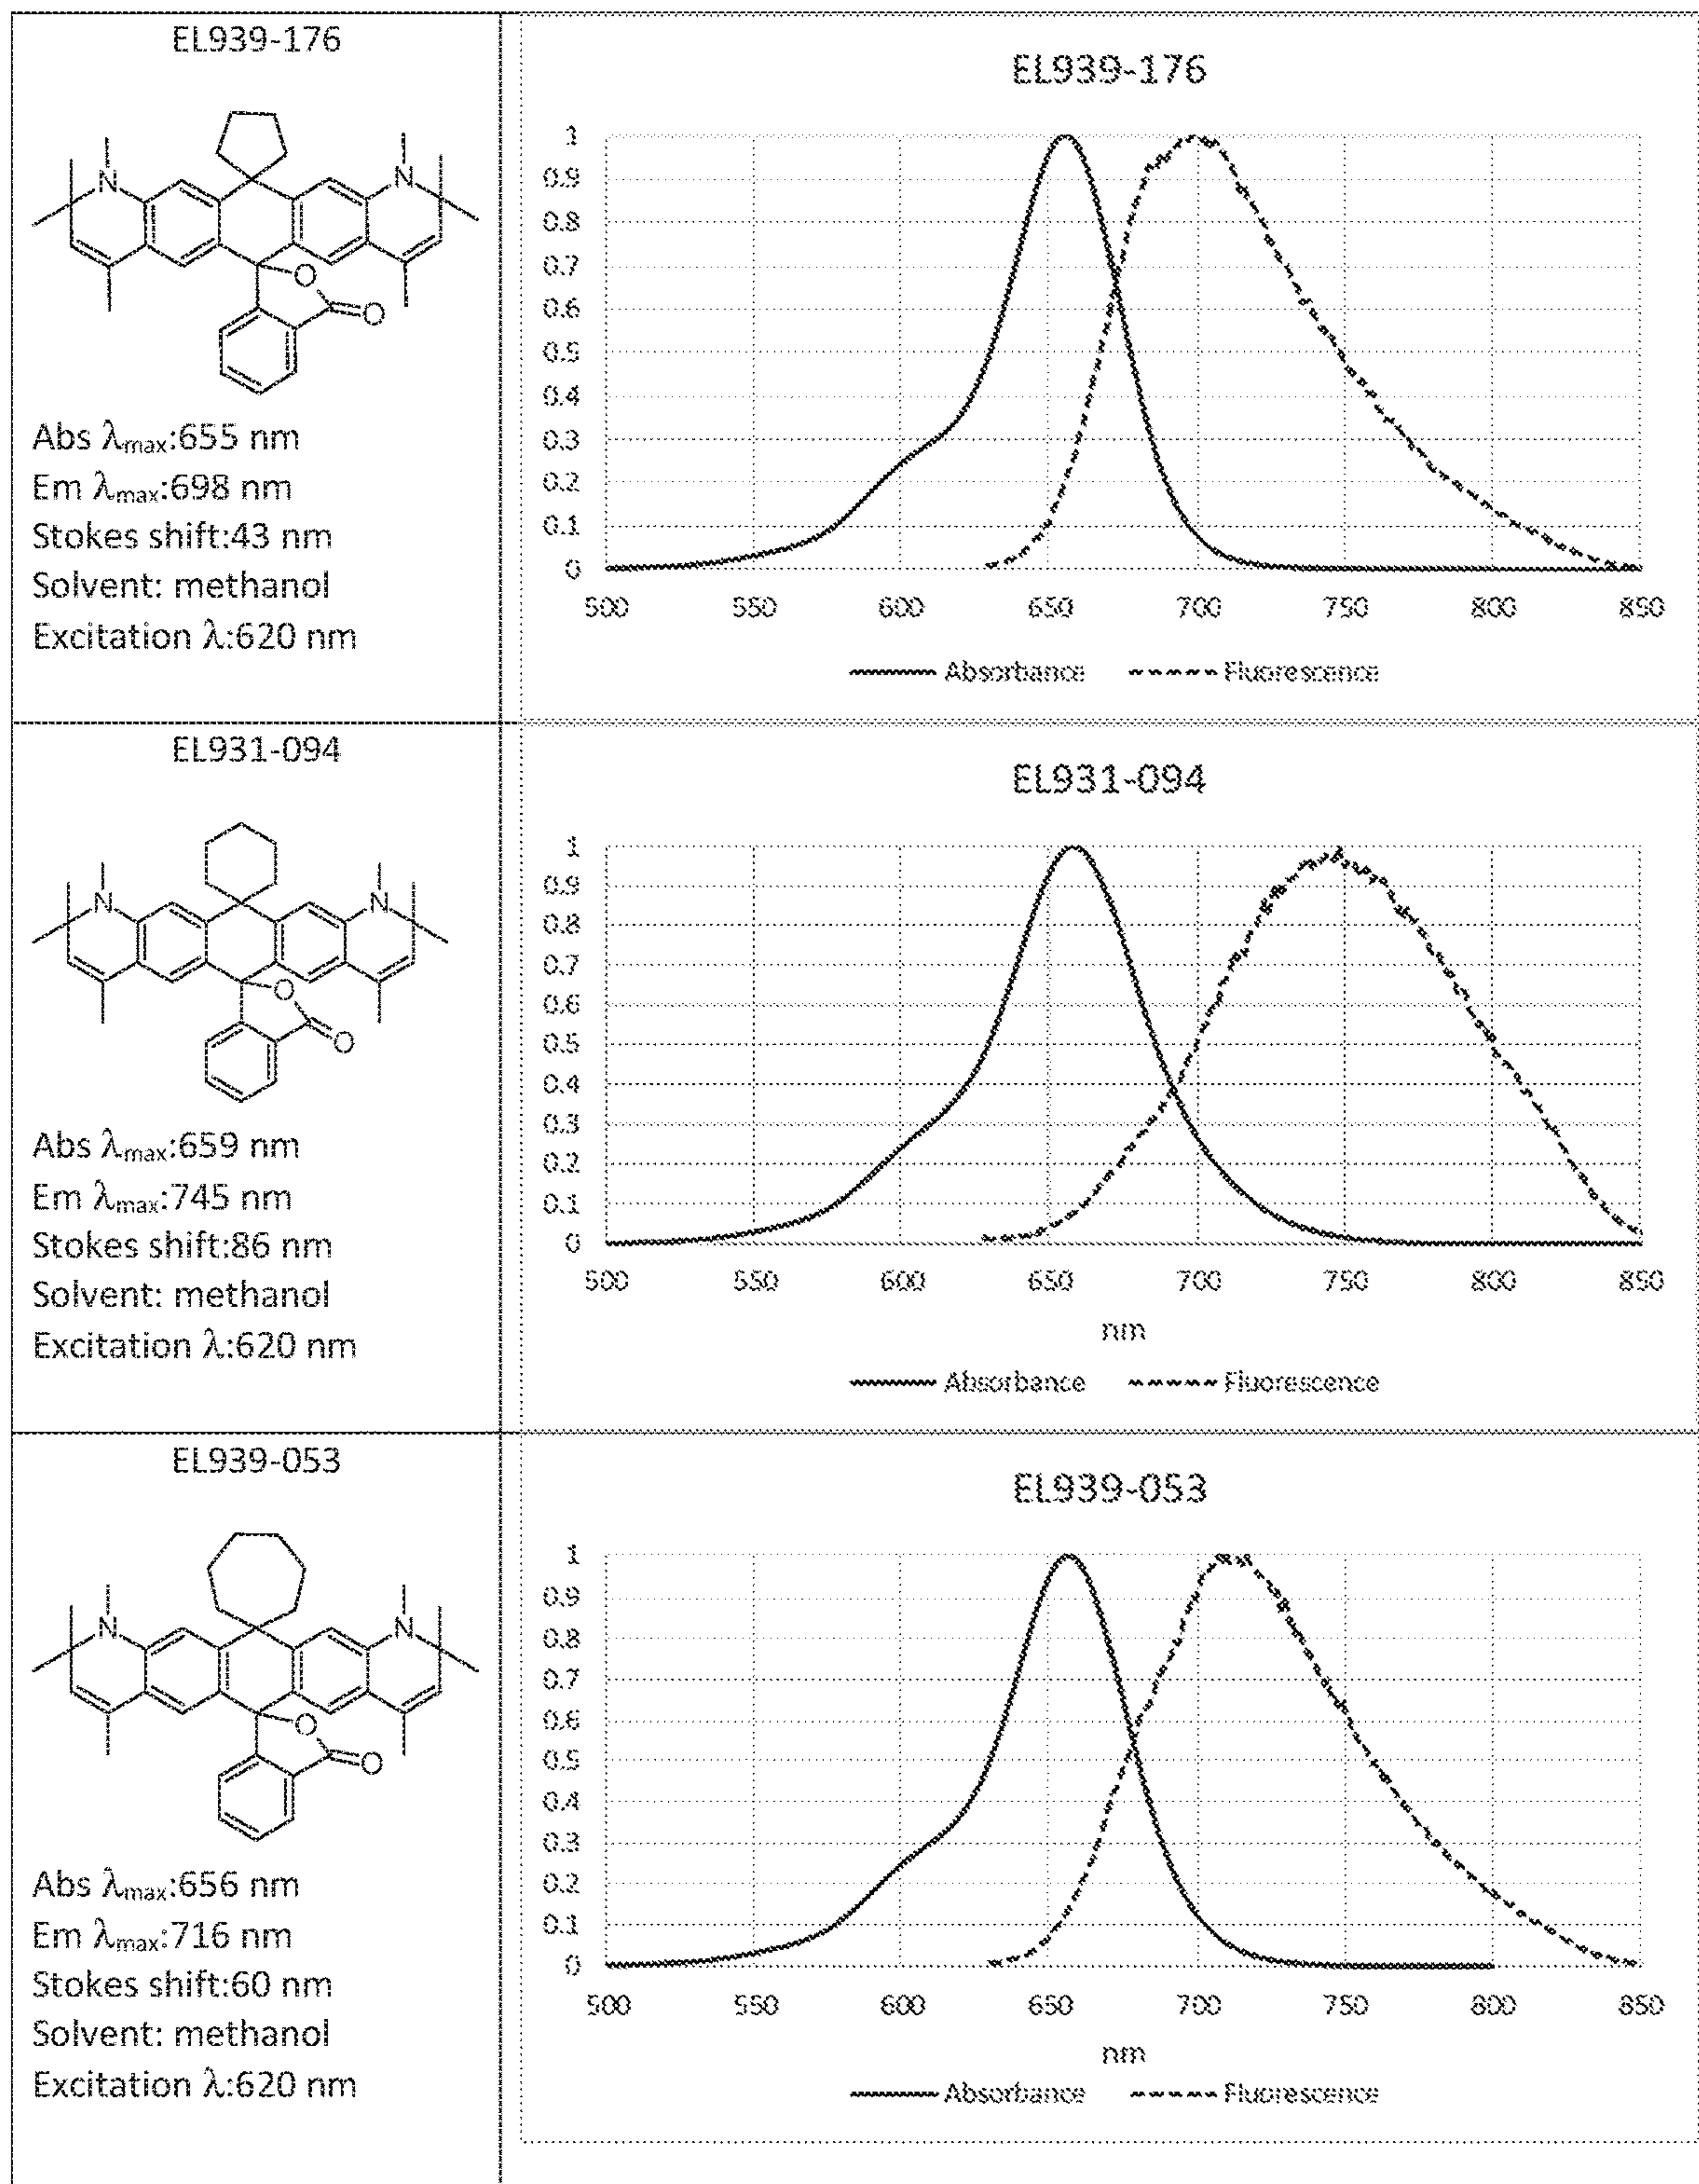 EL939-176
N
N
O
O
Abs λmax:655 nm
Em λmax:698 nm
Stokes shift:43 nm
Solvent: methanol
Excitation λ:620 nm
EL939-176
1
0.9
0.8
0.7
0.6
0.5
0.4
0.3
0.2
0.1
0
500 550 600 650 700 750 800 850
Absorbance Fluorescence
EL931-094
N
N
O
O
Abs λmax:659 nm
Em λmax:745 nm
Stokes shift:86 nm
Solvent: methanol
Excitation λ:620 nm
EL931-094
1
0.9
0.8
0.7
0.6
0.5
0.4
0.3
0.2
0.1
0
500 550 600 650 700 750 800 850
nm
Absorbance Fluorescence
EL939-053
N
N
O
O
Abs λmax:656 nm
Em λmax:716 nm
Stokes shift:60 nm
Solvent: methanol
Excitation λ:620 nm
EL939-053
1
0.9
0.8
0.7
0.6
0.5
0.4
0.3
0.2
0.1
0
500 550 600 650 700 750 800 850
nm
Absorbance Fluorescence